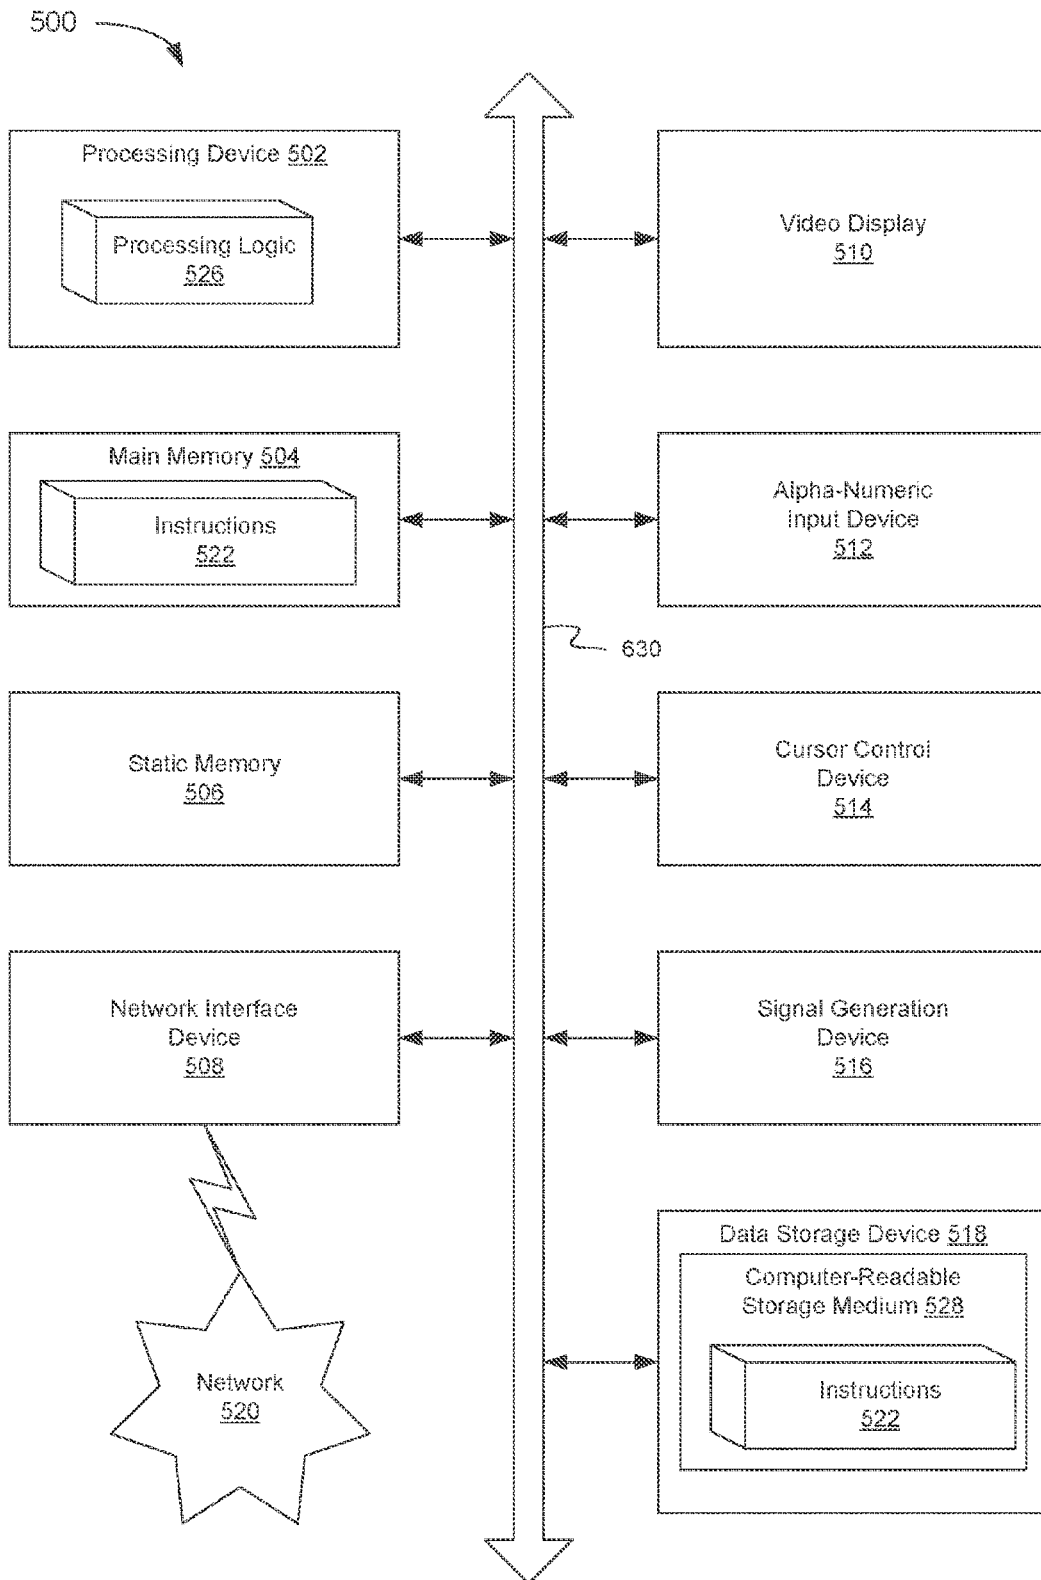 500
Processing Device 502
Processing Logic
526
Video Display
510
Main Memory 504
Instructions
522
Alpha-Numeric
Input Device
512
630
Static Memory
506
Cursor Control
Device
514
Network Interface
Device
508
Signal Generation
Device
516
Data Storage Device 518
Computer-Readable
Storage Medium 528
Instructions
522
Network
520